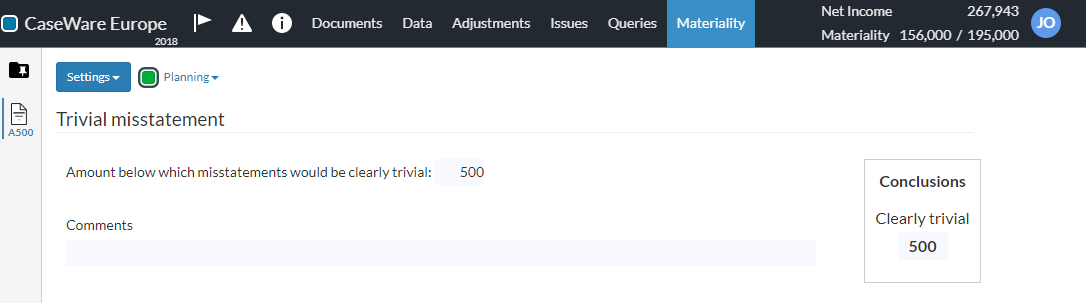 CaseWare Europe
2018
Documents Data Adjustments Issues Queries Materiality
Net Income 267,943
Materiality 156,000 / 195,000
JO
Settings Planning
A500
Trivial misstatement
Amount below which misstatements would be clearly trivial: 500
Comments
Conclusions
Clearly trivial
500